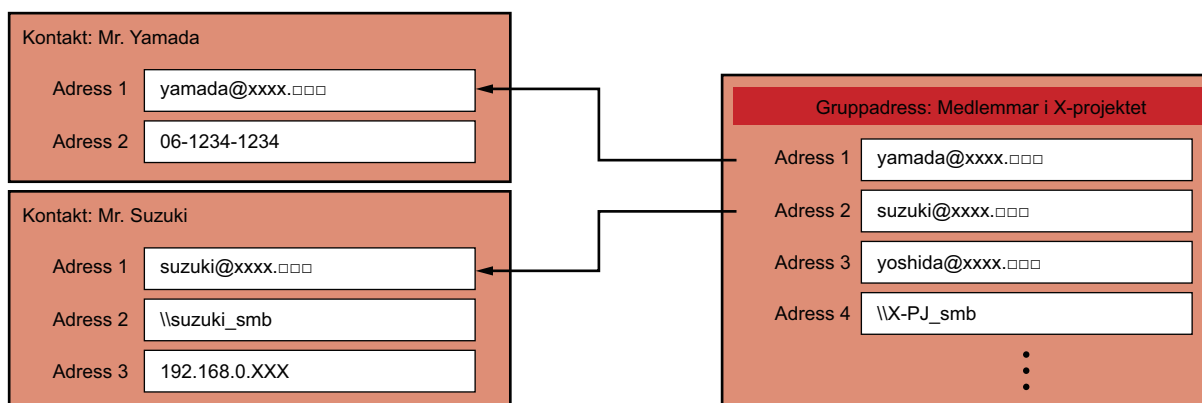 Kontakt: Mr. Yamada
Adress 1 yamada@xxxx.□□□
Adress 2 06-1234-1234
Kontakt: Mr. Suzuki
Adress 1 suzuki@xxxx.□□□
Adress 2 \\suzuki_smb
Adress 3 192.168.0.XXX
Gruppadress: Medlemmar i X-projektet
Adress 1 yamada@xxxx.□□□
Adress 2 suzuki@xxxx.□□□
Adress 3 yoshida@xxxx.□□□
Adress 4 \\X-PJ_smb